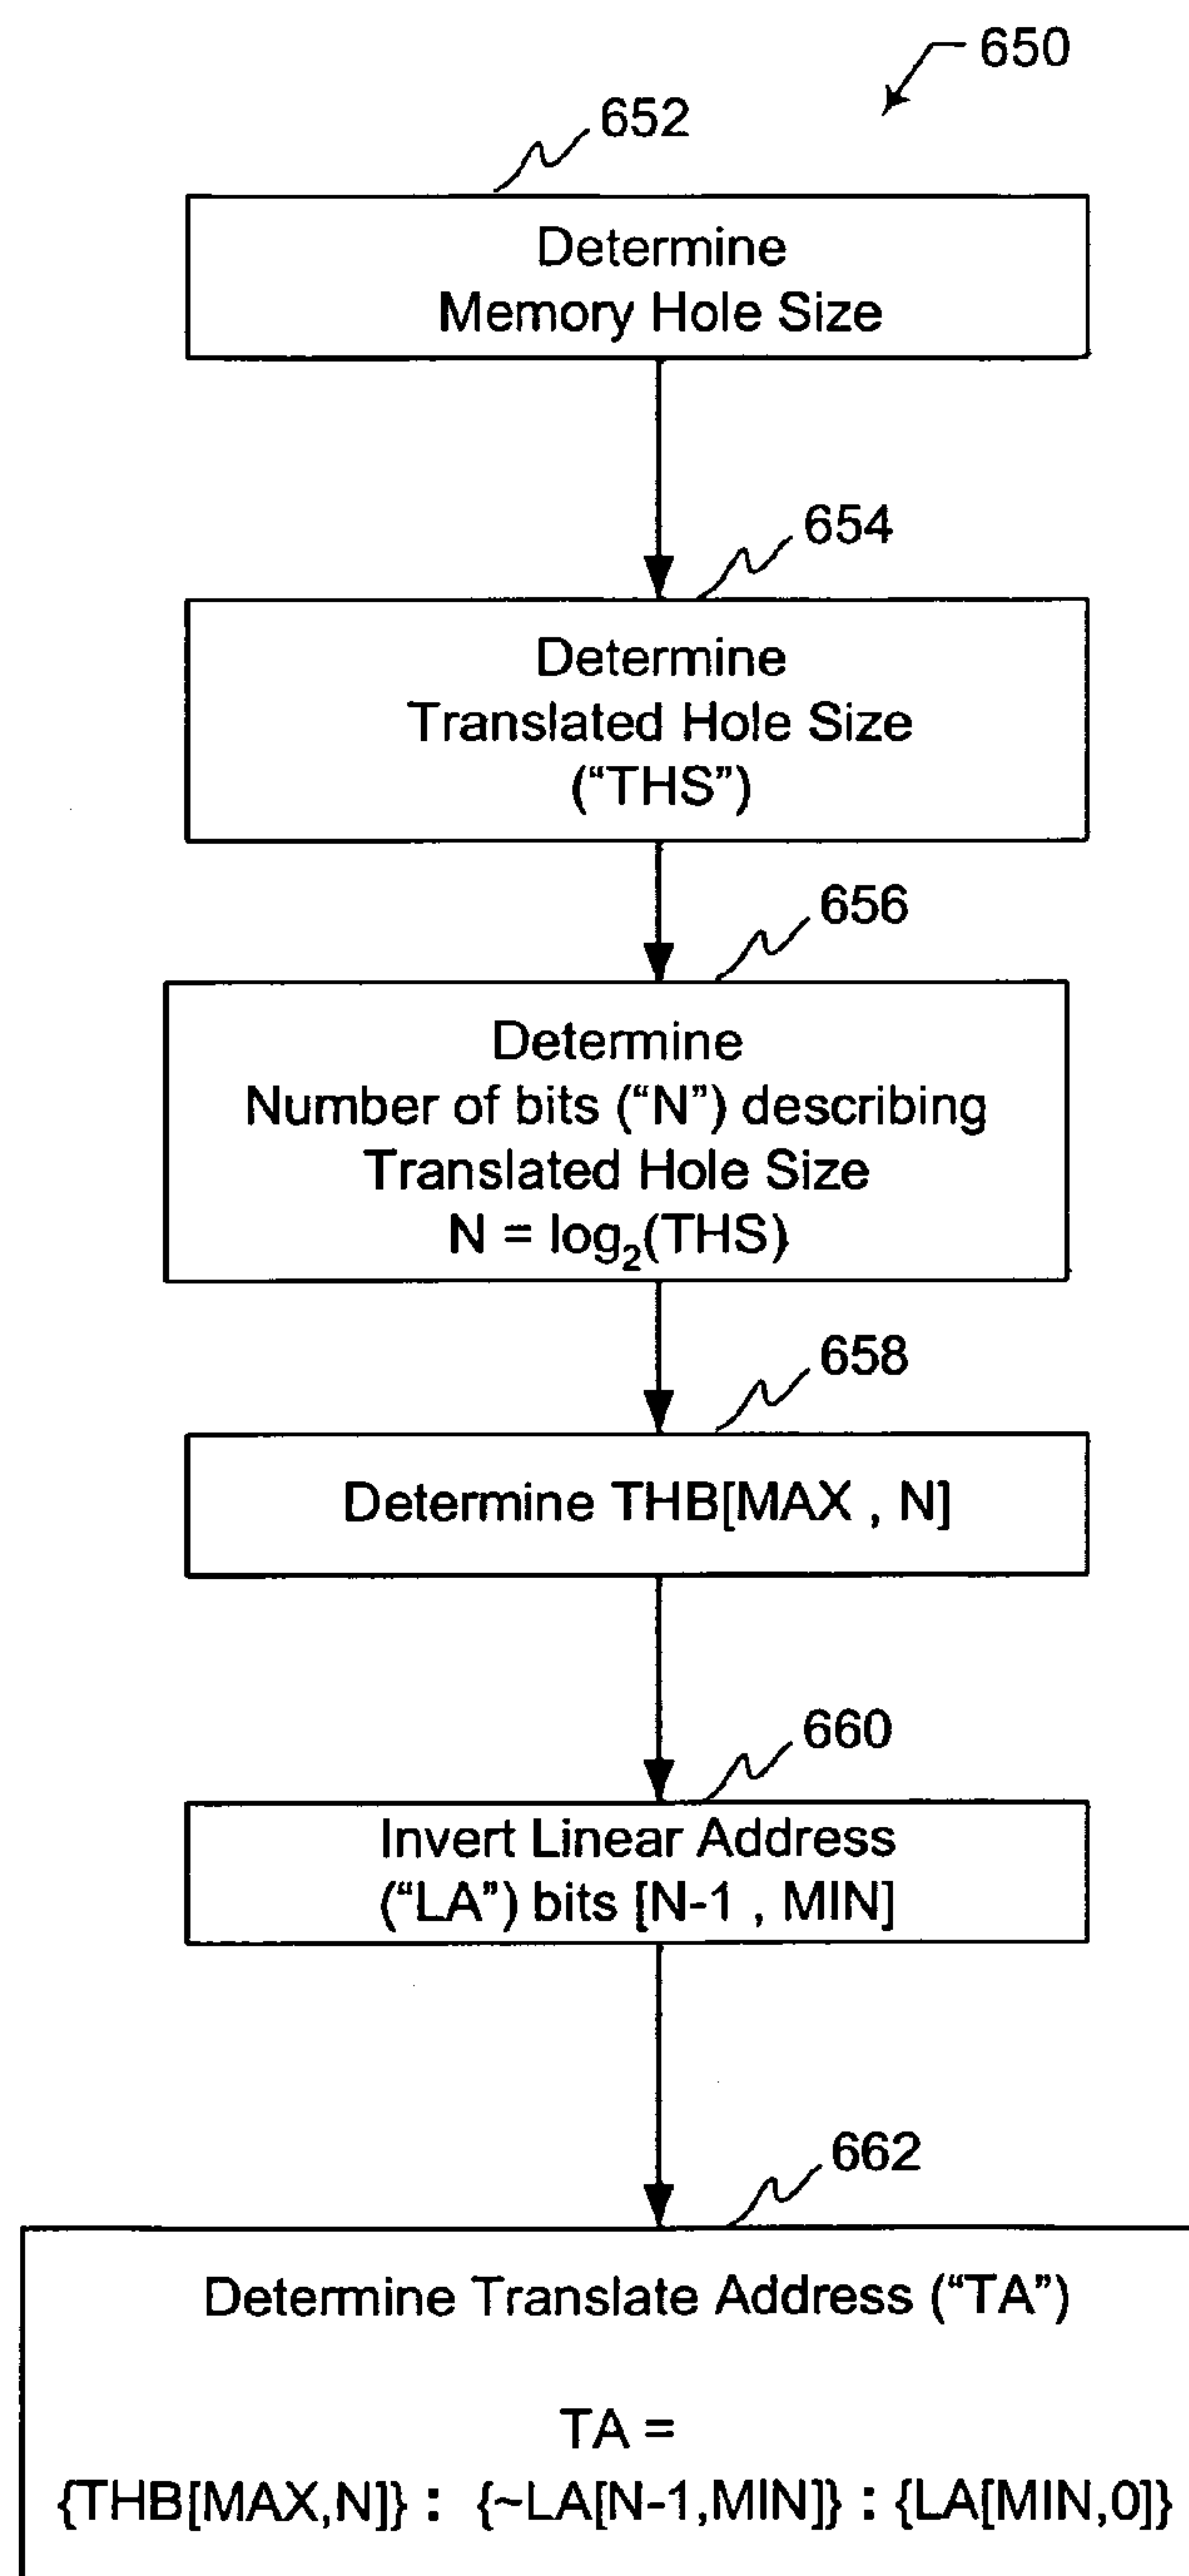 650
652
Determine
Memory Hole Size
654
Determine
Translated Hole Size
(“THS”)
656
Determine
Number of bits (“N”) describing
Translated Hole Size
N = log₂(THS)
658
Determine THB[MAX , N]
660
Invert Linear Address
(“LA”) bits [N-1 , MIN]
662
Determine Translate Address (“TA”)
TA =
{THB[MAX,N]} : {~LA[N-1,MIN]} : {LA[MIN,0]}